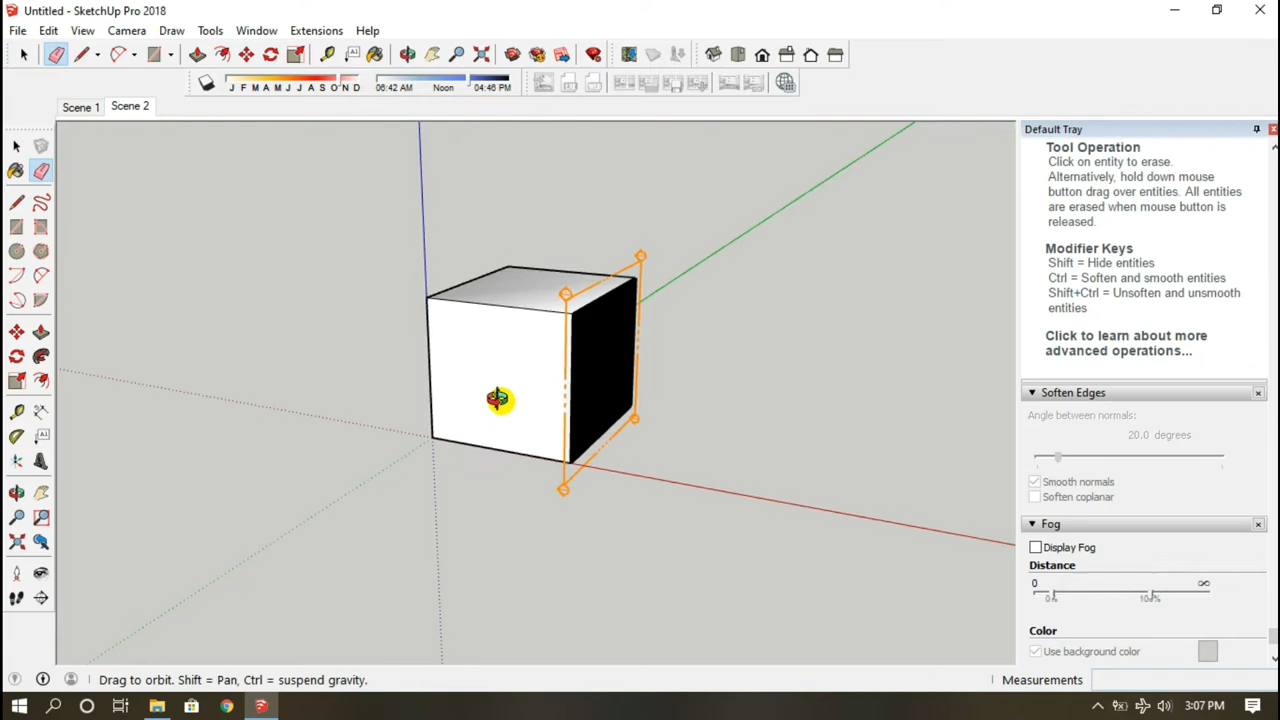 Untitled - SketchUp Pro 2018
File Edit View Camera Draw Tools Window Extensions Help
J F M A M J J A S O N D 06:42 AM Noon 04:46 PM
Scene 1 Scene 2
Default Tray
Tool Operation
Click on entity to erase.
Alternatively, hold down mouse
button drag over entities. All entities
are erased when mouse button is
released.
Modifier Keys
Shift = Hide entities
Ctrl = Soften and smooth entities
Shift+Ctrl = Unsoften and unsmooth
entities
Click to learn about more
advanced operations...
Soften Edges
Angle between normals:
20.0 degrees
Smooth normals
Soften coplanar
Fog
Display Fog
Distance
0 ∞
0% 100%
Color
Use background color
Drag to orbit. Shift = Pan, Ctrl = suspend gravity.
Measurements
3:07 PM